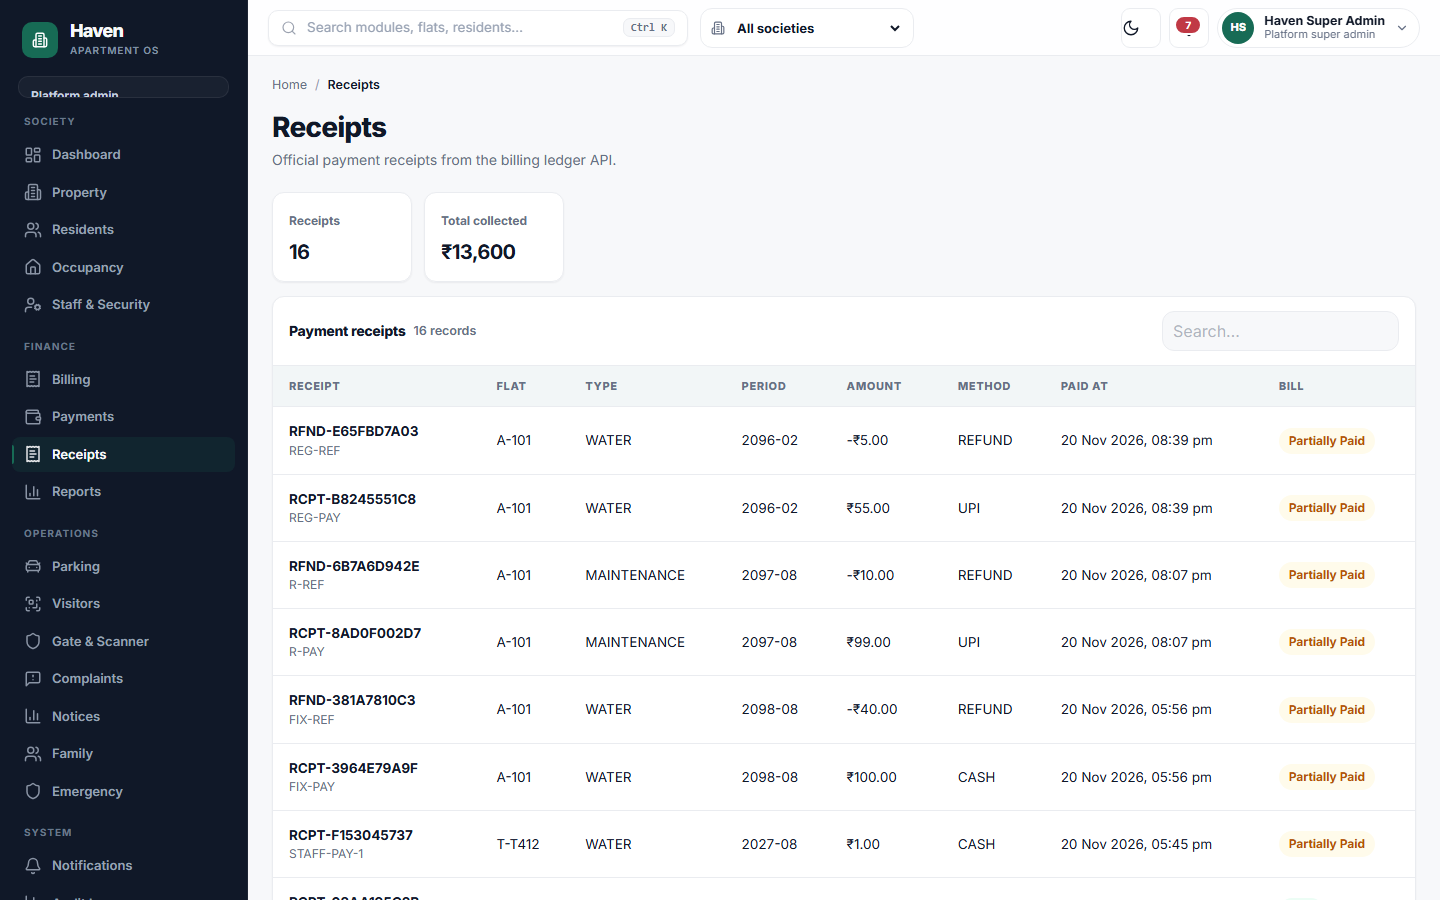 Haven
APARTMENT OS
Platform admin
SOCIETY
Dashboard
Property
Residents
Occupancy
Staff & Security
FINANCE
Billing
Payments
Receipts
Reports
OPERATIONS
Parking
Visitors
Gate & Scanner
Complaints
Notices
Family
Emergency
SYSTEM
Notifications
Search modules, flats, residents... Ctrl K
All societies
7
HS
Haven Super Admin
Platform super admin
Home / Receipts
Receipts
Official payment receipts from the billing ledger API.
Receipts
16
Total collected
₹13,600
Payment receipts 16 records
Search...
RECEIPT FLAT TYPE PERIOD AMOUNT METHOD PAID AT BILL
RFND-E65FBD7A03
REG-REF
A-101 WATER 2096-02 -₹5.00 REFUND 20 Nov 2026, 08:39 pm Partially Paid
RCPT-B8245551C8
REG-PAY
A-101 WATER 2096-02 ₹55.00 UPI 20 Nov 2026, 08:39 pm Partially Paid
RFND-6B7A6D942E
R-REF
A-101 MAINTENANCE 2097-08 -₹10.00 REFUND 20 Nov 2026, 08:07 pm Partially Paid
RCPT-8AD0F002D7
R-PAY
A-101 MAINTENANCE 2097-08 ₹99.00 UPI 20 Nov 2026, 08:07 pm Partially Paid
RFND-381A7810C3
FIX-REF
A-101 WATER 2098-08 -₹40.00 REFUND 20 Nov 2026, 05:56 pm Partially Paid
RCPT-3964E79A9F
FIX-PAY
A-101 WATER 2098-08 ₹100.00 CASH 20 Nov 2026, 05:56 pm Partially Paid
RCPT-F153045737
STAFF-PAY-1
T-T412 WATER 2027-08 ₹1.00 CASH 20 Nov 2026, 05:45 pm Partially Paid